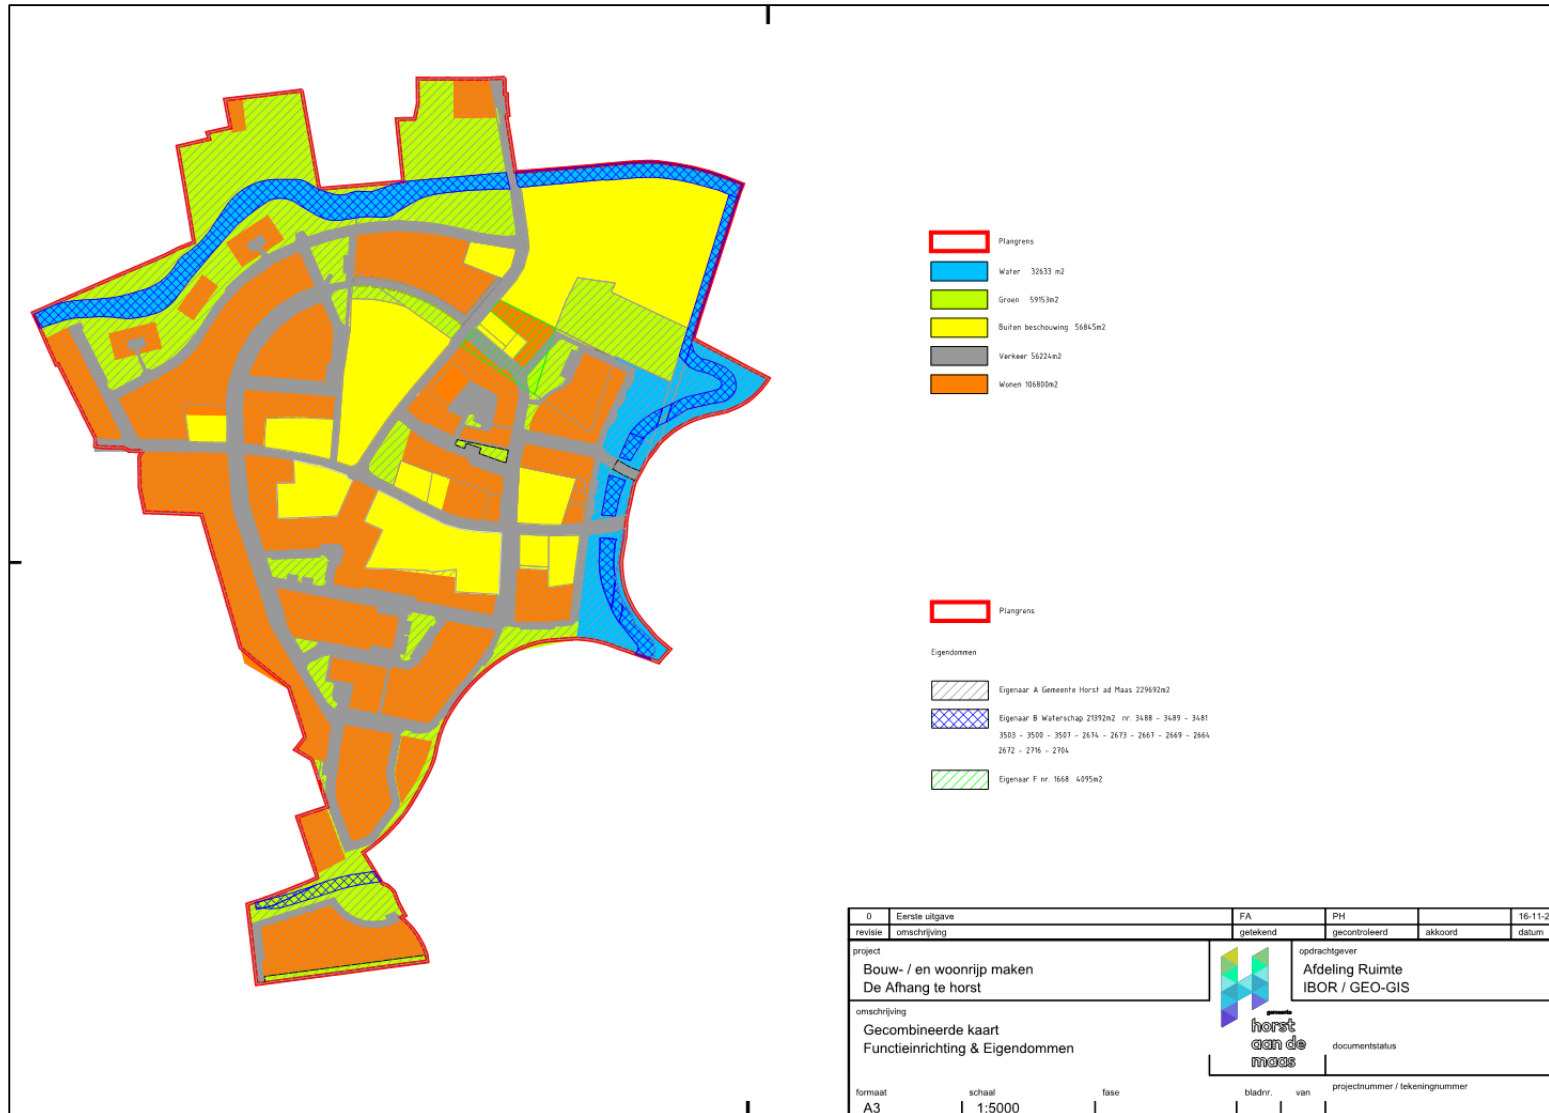 Plangrens
Water 32633 m2
Groen 59153m2
Buiten beschouwing 56845m2
Verkeer 56224m2
Wonen 106800m2
Plangrens
Eigendommen
Eigenaar A Gemeente Horst ad Maas 229692m2
Eigenaar B Waterschap 21392m2 nr. 3488 - 3489 - 3481
3503 - 3500 - 3507 - 2674 - 2673 - 2667 - 2669 - 2664
2672 - 2716 - 2704
Eigenaar F nr. 1668 4095m2
0 Eerste uitgave FA PH 16-11-2
revisie omschrijving getekend gecontroleerd akkoord datum
project
Bouw- / en woonrijp maken
De Afhang te horst
opdrachtgever
Afdeling Ruimte
IBOR / GEO-GIS
omschrijving
Gecombineerde kaart
Functieinrichting & Eigendommen
gemeente
horst
aan de
maas
documentstatus
formaat schaal fase bladnr. van projectnummer / tekeningnummer
A3 1:5000